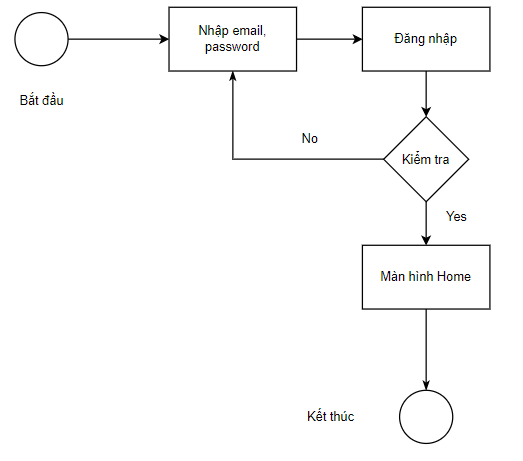 Nhập email,
password
Đăng nhập
Bắt đầu
No
Kiểm tra
Yes
Màn hình Home
Kết thúc